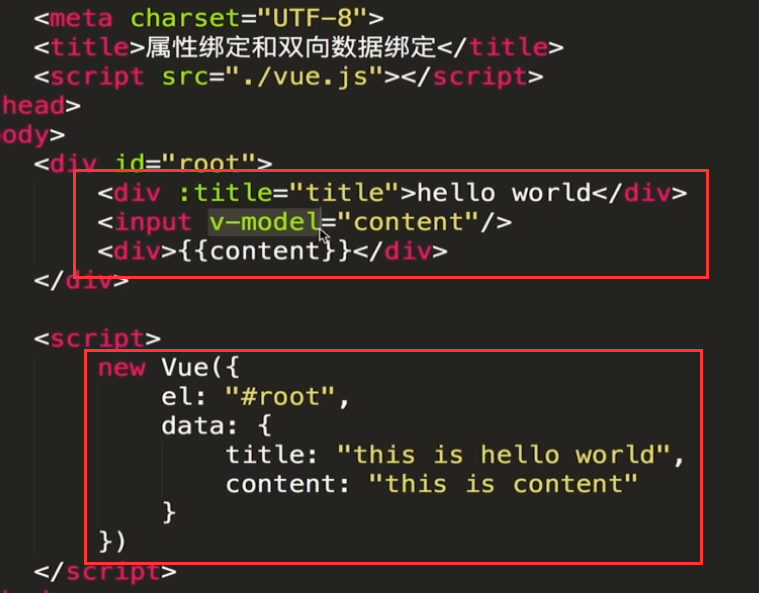 <meta charset="UTF-8">
<title>属性绑定和双向数据绑定</title>
<script src="./vue.js"></script>
head>
ody>
<div id="root">
<div :title="title">hello world</div>
<input v-model="content"/>
<div>{{content}}</div>
</div>
<script>
new Vue({
el: "#root",
data: {
title: "this is hello world",
content: "this is content"
}
})
</script>